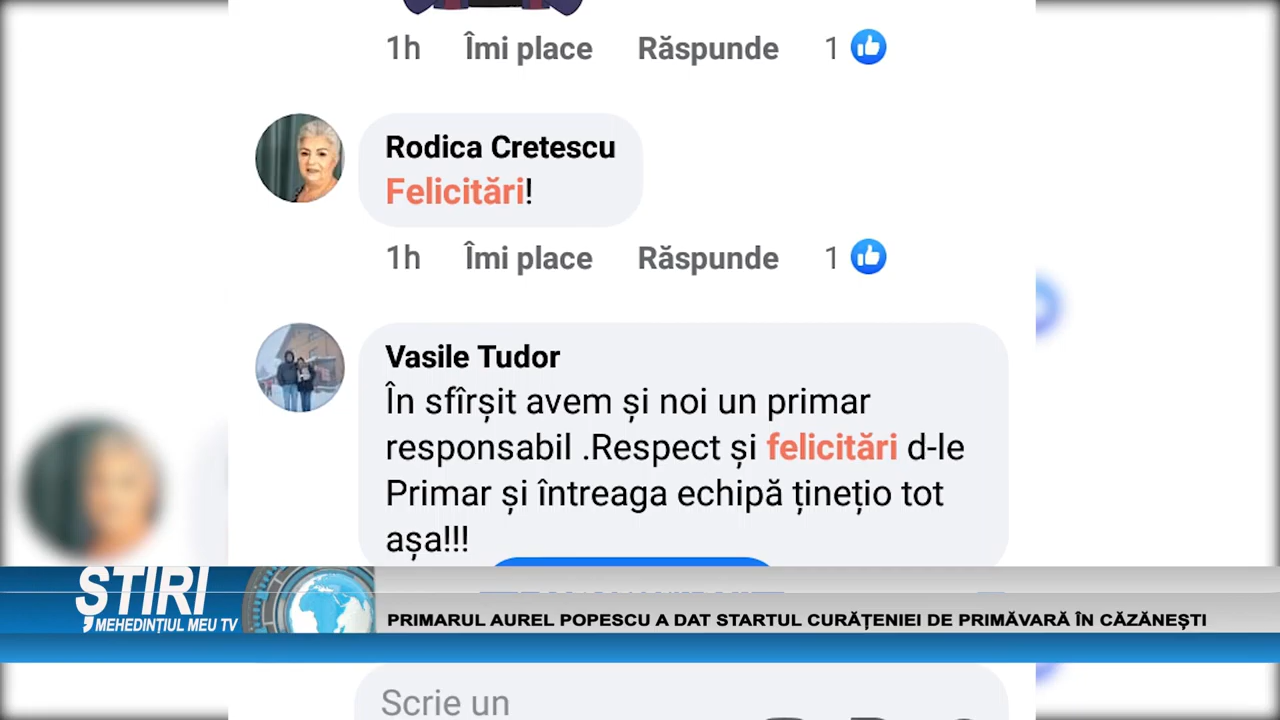 1h Îmi place Răspunde 1
Rodica Cretescu
Felicitări!
1h Îmi place Răspunde 1
Vasile Tudor
În sfîrșit avem și noi un primar
responsabil .Respect și felicitări d-le
Primar și întreaga echipă ținețio tot
așa!!!
ȘTIRI
MEHEDINȚIUL MEU TV
PRIMARUL AUREL POPESCU A DAT STARTUL CURĂȚENIEI DE PRIMĂVARĂ ÎN CĂZĂNEȘTI
Scrie un